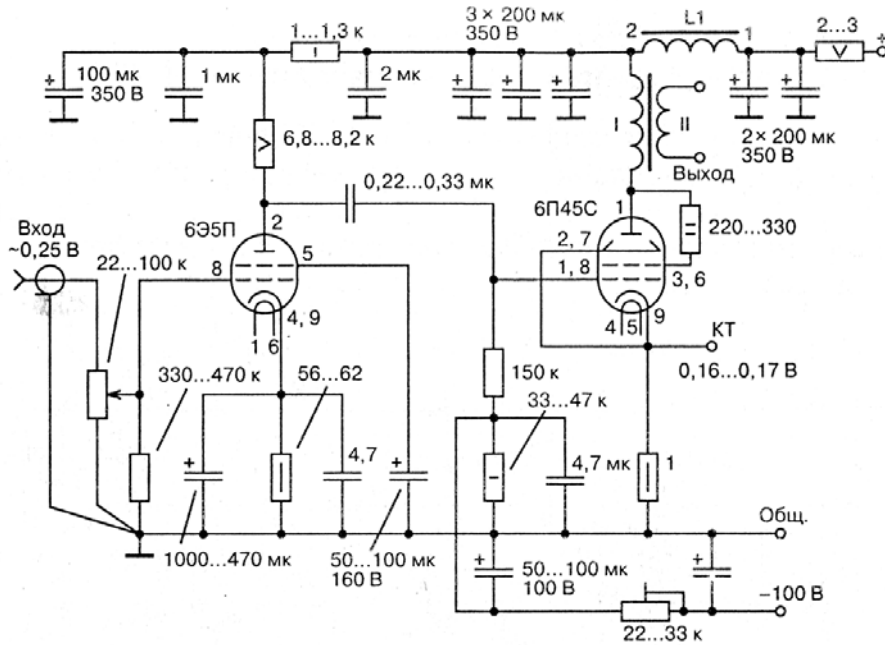 1...1,3 к
3 × 200 мк
350 В
2
L1
1
2...3
+
100 мк
350 В
+
1 мк
2 мк
+
+
+
+
+
6,8...8,2 к
I
II
2 × 200 мк
350 В
Выход
0,22...0,33 мк
1
220...330
2
6Э5П
6П45С
Вход
~0,25 В
22...100 к
8
5
2, 7
1, 8
3, 6
4, 9
1 6
4 5
9
КТ
0,16...0,17 В
330...470 к
56...62
150 к
33...47 к
+
4,7
+
4,7 мк
1
Общ.
1000...470 мк
50...100 мк
160 В
+
50...100 мк
100 В
+
−100 В
22...33 к